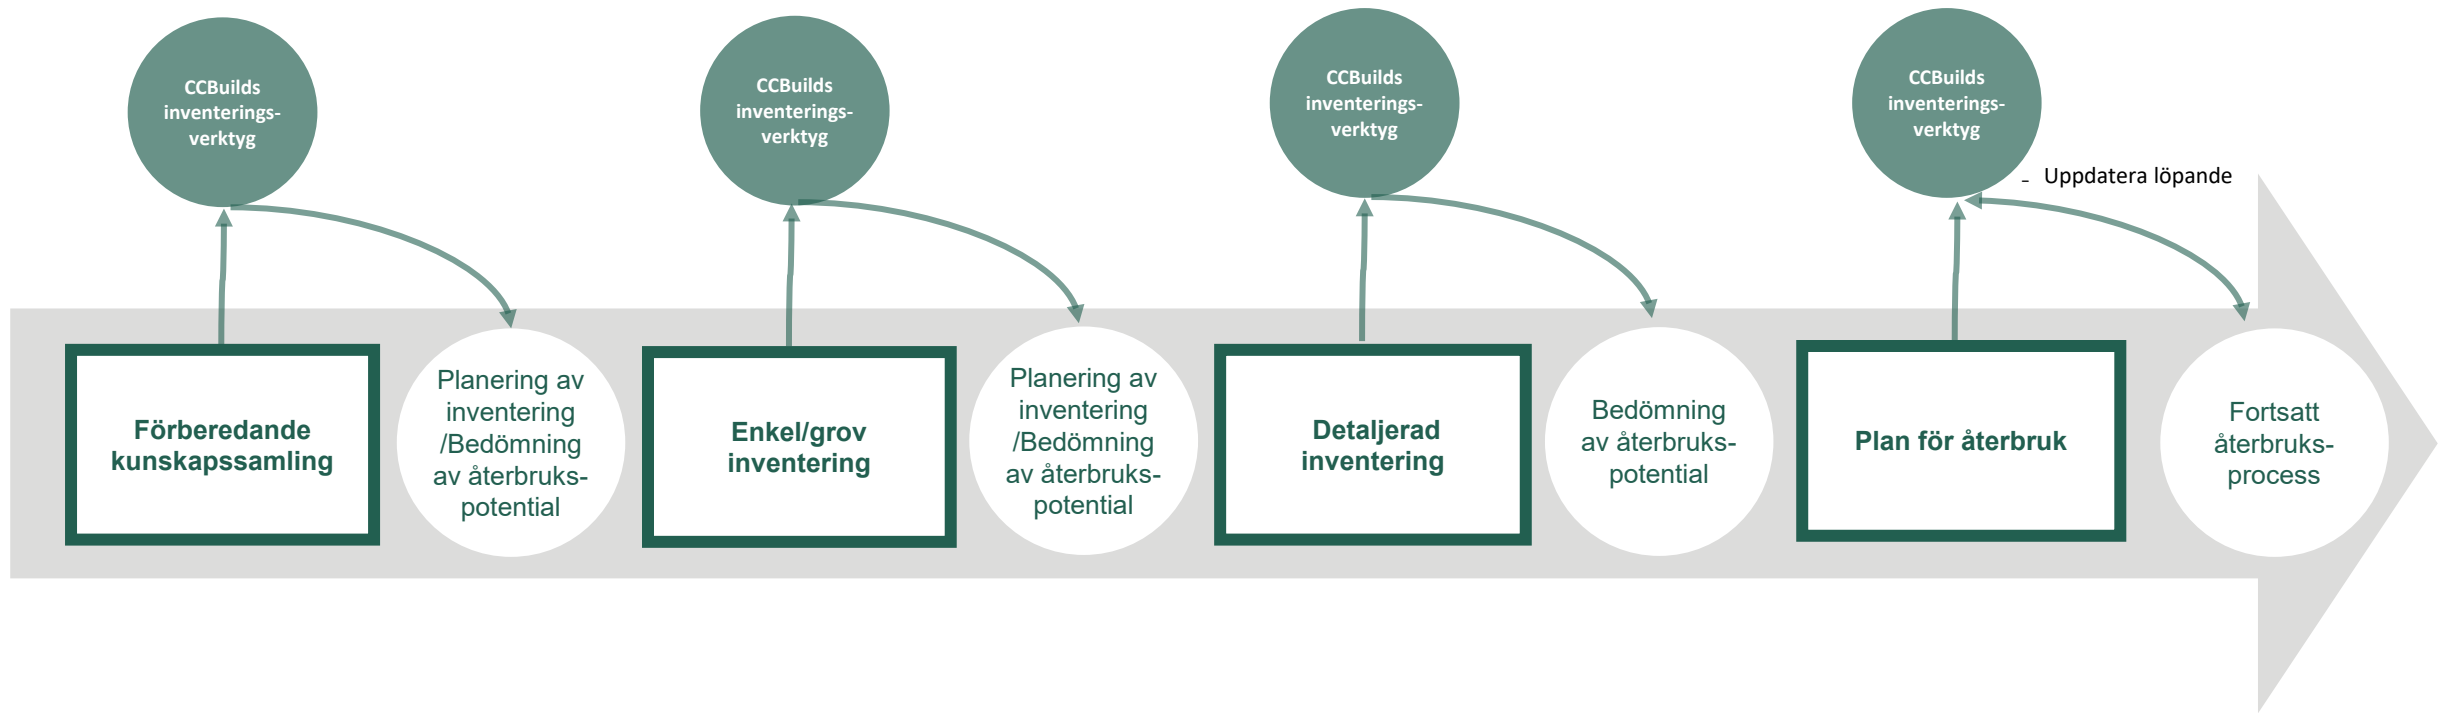 CCBuilds
inventerings-
verktyg
CCBuilds
inventerings-
verktyg
CCBuilds
inventerings-
verktyg
CCBuilds
inventerings-
verktyg
- Uppdatera löpande
Förberedande
kunskapssamling
Planering av
inventering
/Bedömning
av återbruks-
potential
Enkel/grov
inventering
Planering av
inventering
/Bedömning
av återbruks-
potential
Detaljerad
inventering
Bedömning
av återbruks-
potential
Plan för återbruk
Fortsatt
återbruks-
process